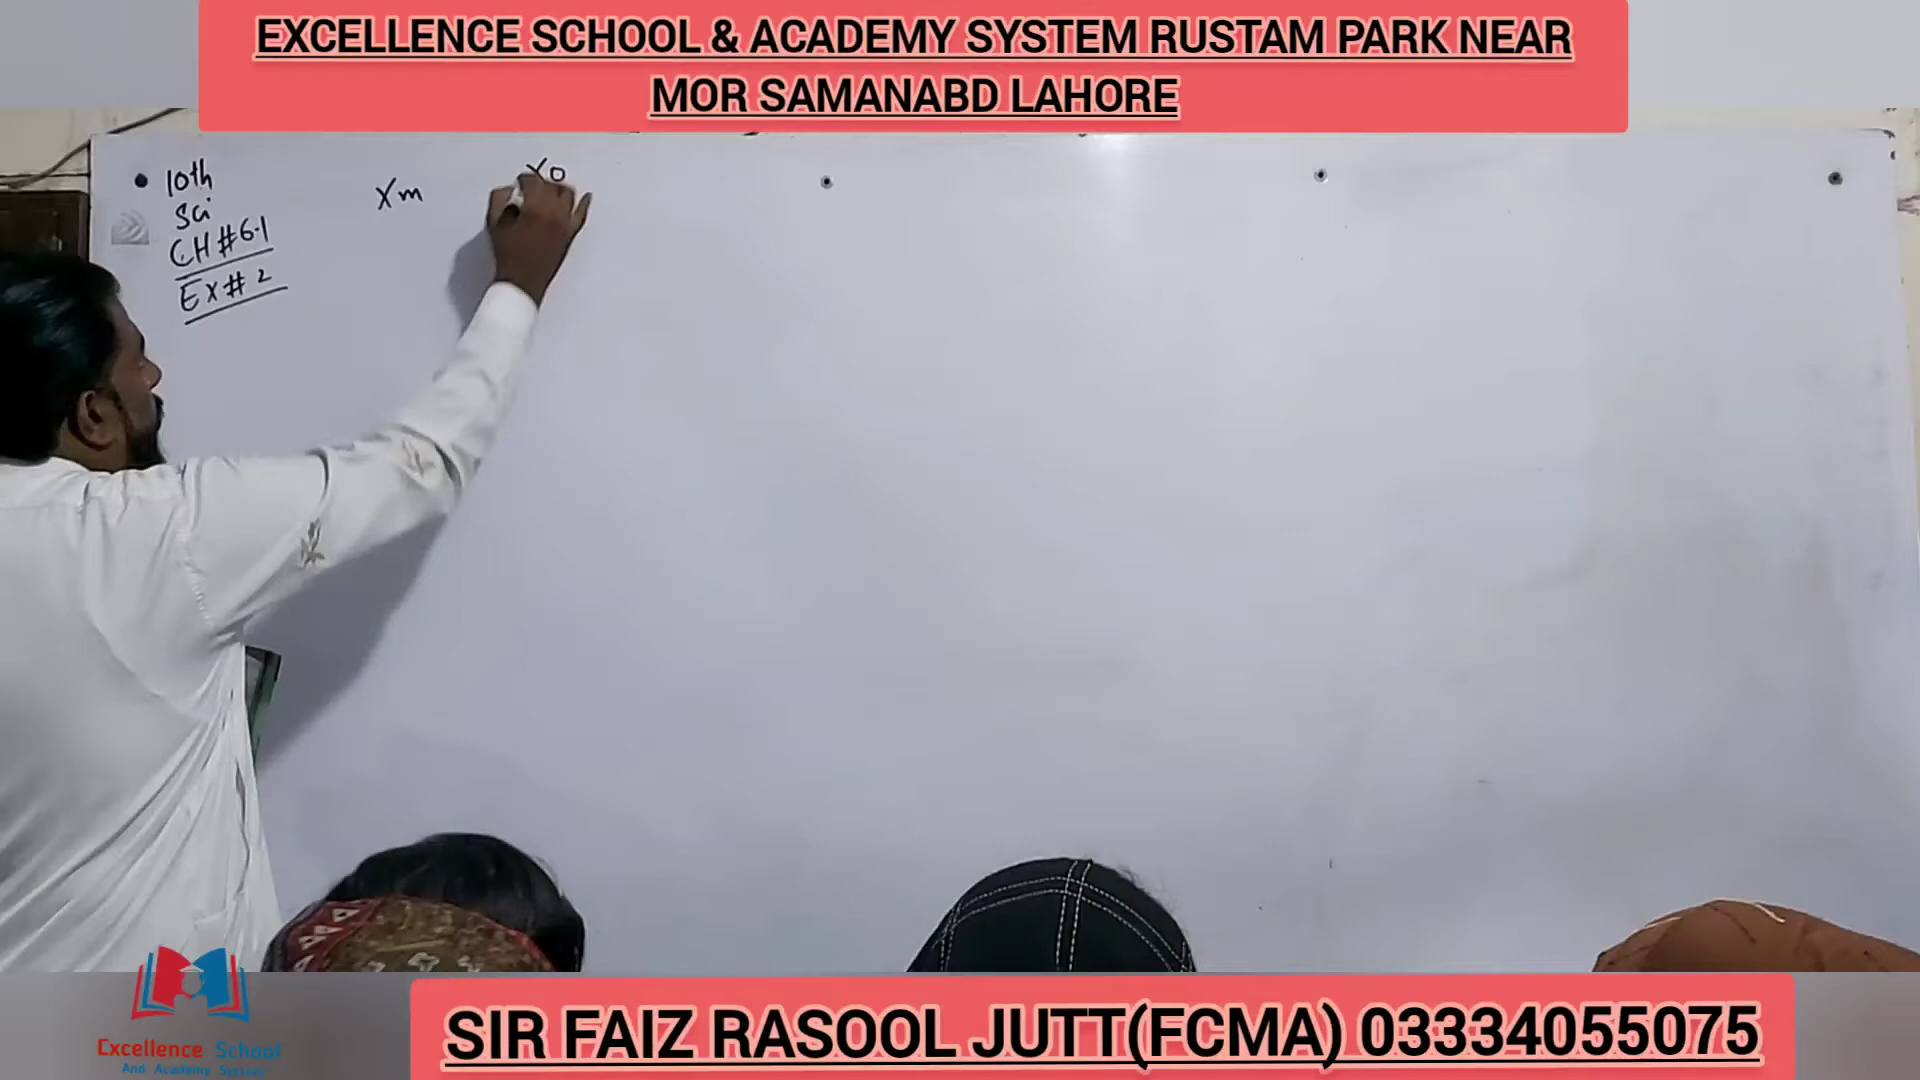 EXCELLENCE SCHOOL & ACADEMY SYSTEM RUSTAM PARK NEAR
MOR SAMANABD LAHORE
10th
Sci
CH # 6.1
Ex # 2
Xm
Xo
Excellence School
And Academy System
SIR FAIZ RASOOL JUTT(FCMA) 03334055075